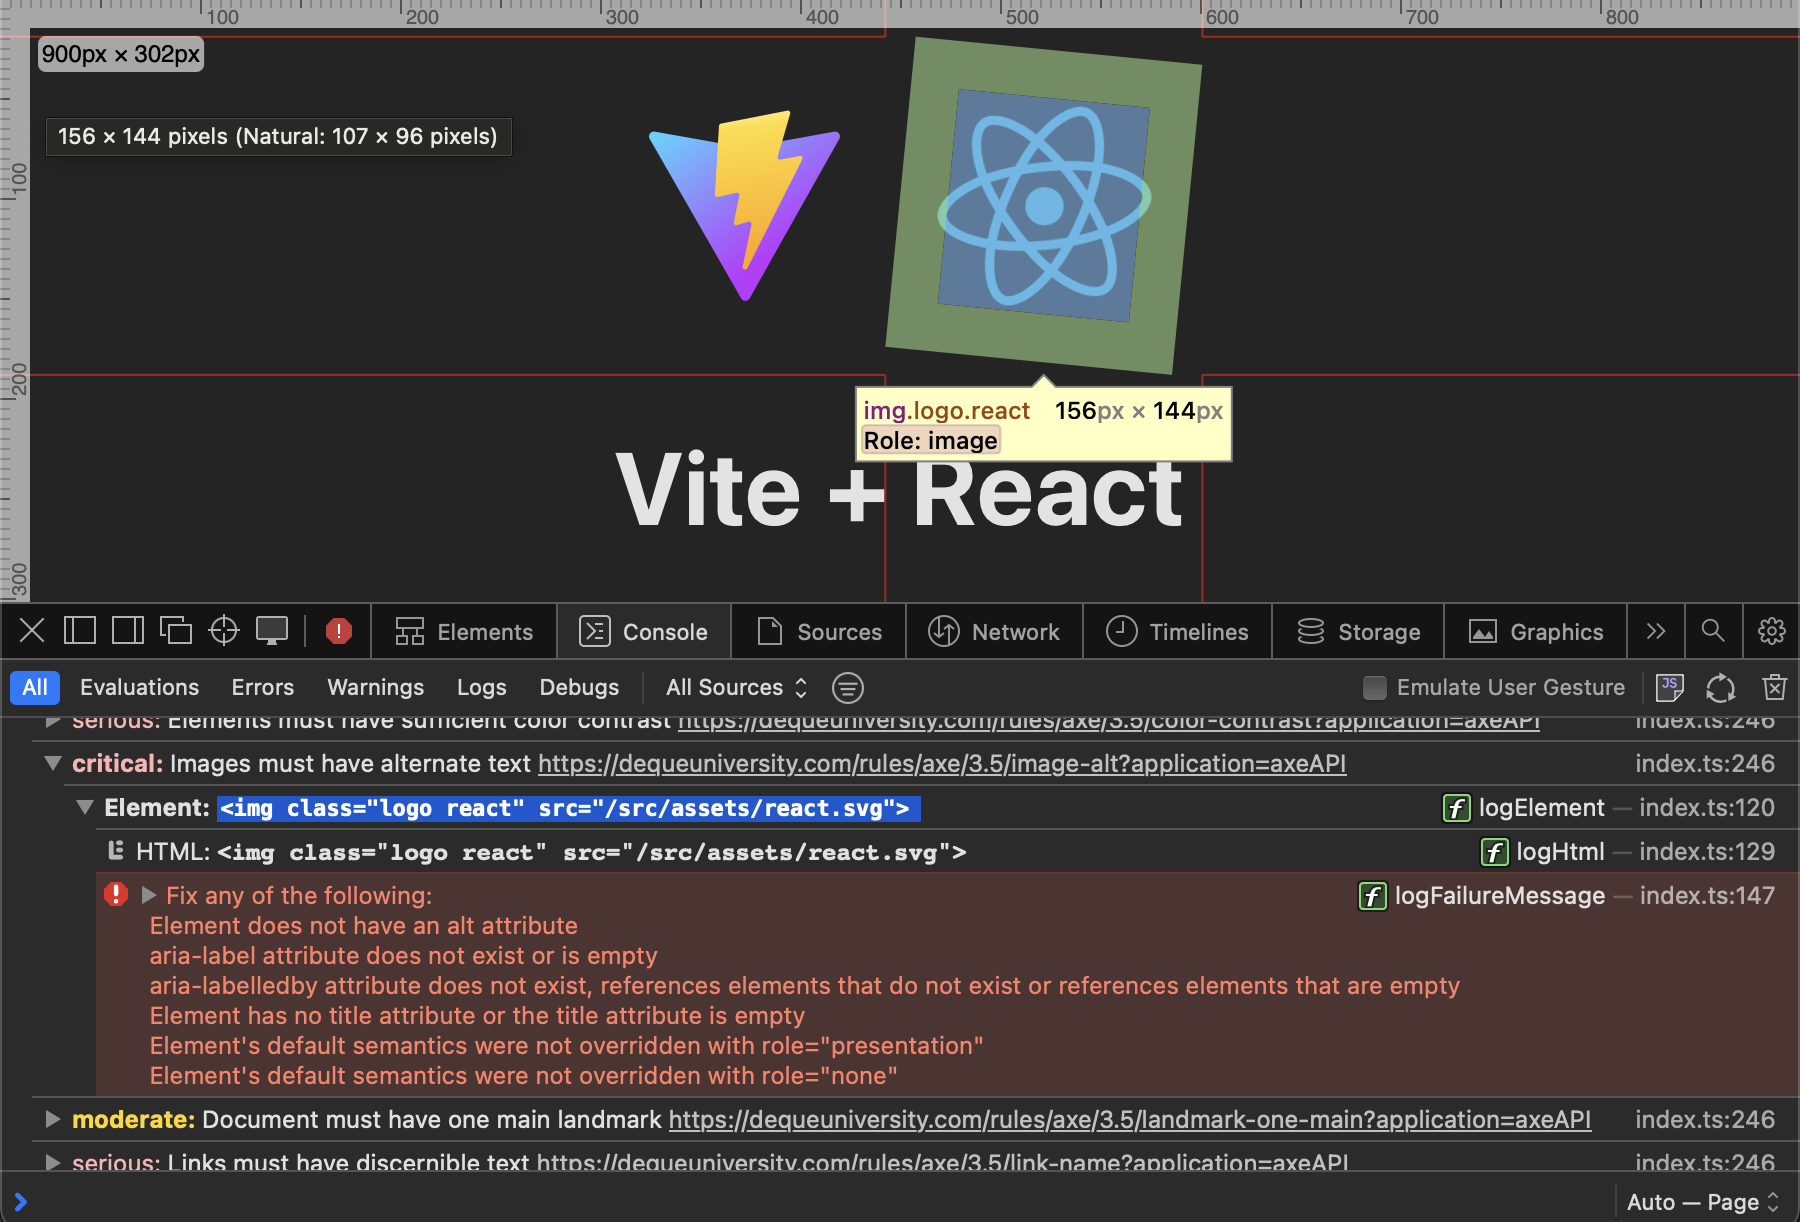 100 200 300 400 500 600 700 800
900px × 302px
156 × 144 pixels (Natural: 107 × 96 pixels)
100
200
300
img.logo.react 156px × 144px
Role: image
Vite + React
Elements Console Sources Network Timelines Storage Graphics
All Evaluations Errors Warnings Logs Debugs All Sources Emulate User Gesture JS
serious: Elements must have sufficient color contrast https://dequeuniversity.com/rules/axe/3.5/color-contrast?application=axeAPI index.ts:246
critical: Images must have alternate text https://dequeuniversity.com/rules/axe/3.5/image-alt?application=axeAPI index.ts:246
Element: <img class="logo react" src="/src/assets/react.svg"> f logElement — index.ts:120
E HTML: <img class="logo react" src="/src/assets/react.svg"> f logHtml — index.ts:129
Fix any of the following: f logFailureMessage — index.ts:147
Element does not have an alt attribute
aria-label attribute does not exist or is empty
aria-labelledby attribute does not exist, references elements that do not exist or references elements that are empty
Element has no title attribute or the title attribute is empty
Element's default semantics were not overridden with role="presentation"
Element's default semantics were not overridden with role="none"
moderate: Document must have one main landmark https://dequeuniversity.com/rules/axe/3.5/landmark-one-main?application=axeAPI index.ts:246
serious: Links must have discernible text https://dequeuniversity.com/rules/axe/3.5/link-name?application=axeAPI index.ts:246
Auto — Page